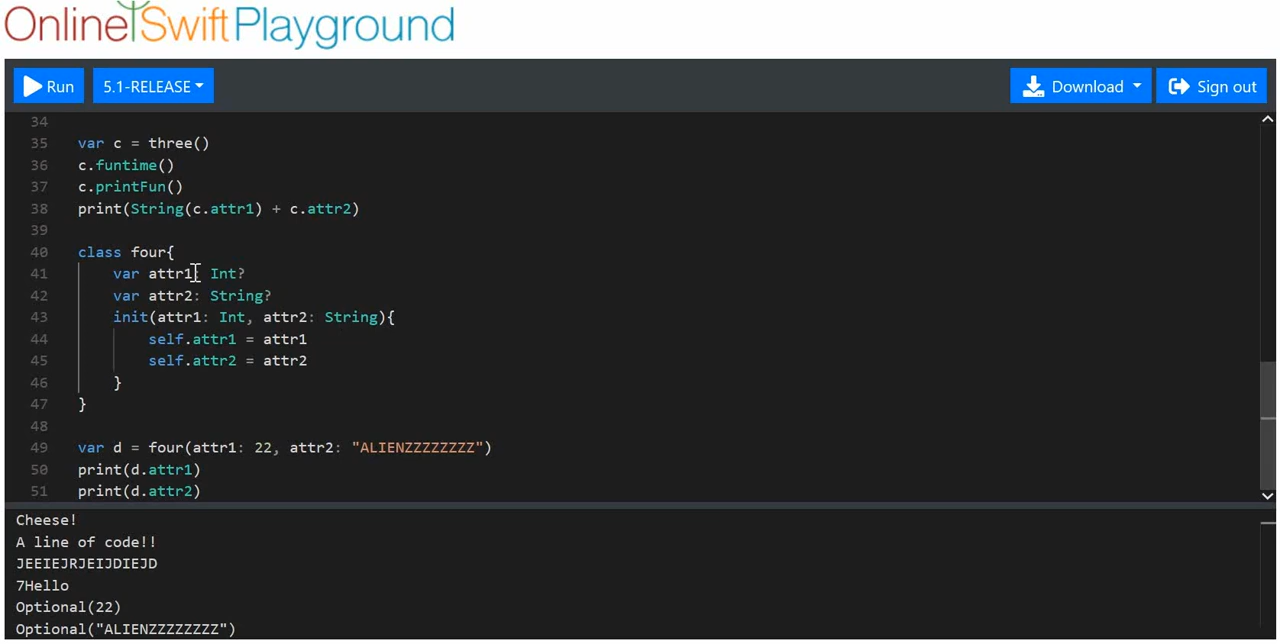 Online Swift Playground
Run 5.1-RELEASE Download Sign out
34
35 var c = three()
36 c.funtime()
37 c.printFun()
38 print(String(c.attr1) + c.attr2)
39
40 class four{
41 var attr1: Int?
42 var attr2: String?
43 init(attr1: Int, attr2: String){
44 self.attr1 = attr1
45 self.attr2 = attr2
46 }
47 }
48
49 var d = four(attr1: 22, attr2: "ALIENZZZZZZZZ")
50 print(d.attr1)
51 print(d.attr2)
Cheese!
A line of code!!
JEEIEJRJEIJDIEJD
7Hello
Optional(22)
Optional("ALIENZZZZZZZZ")